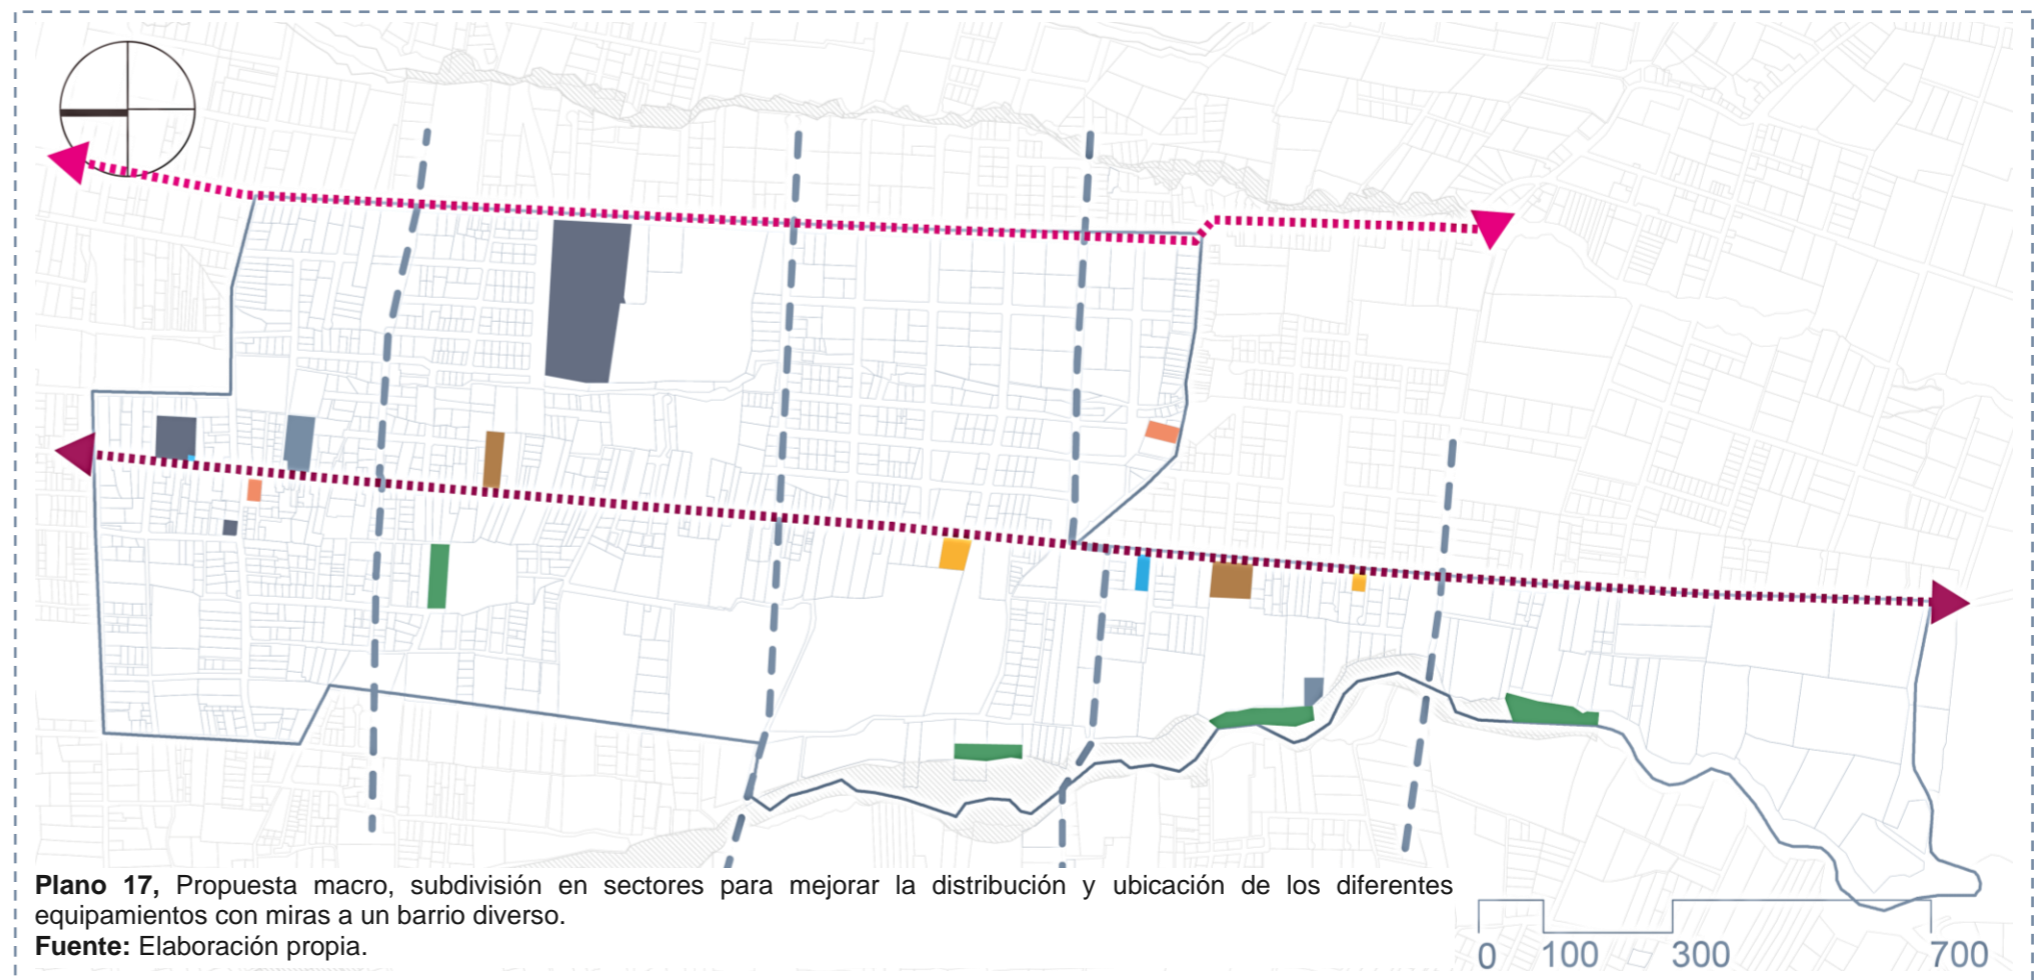 Plano 17, Propuesta macro, subdivisión en sectores para mejorar la distribución y ubicación de los diferentes
equipamientos con miras a un barrio diverso.
Fuente: Elaboración propia.
0 100 300 700